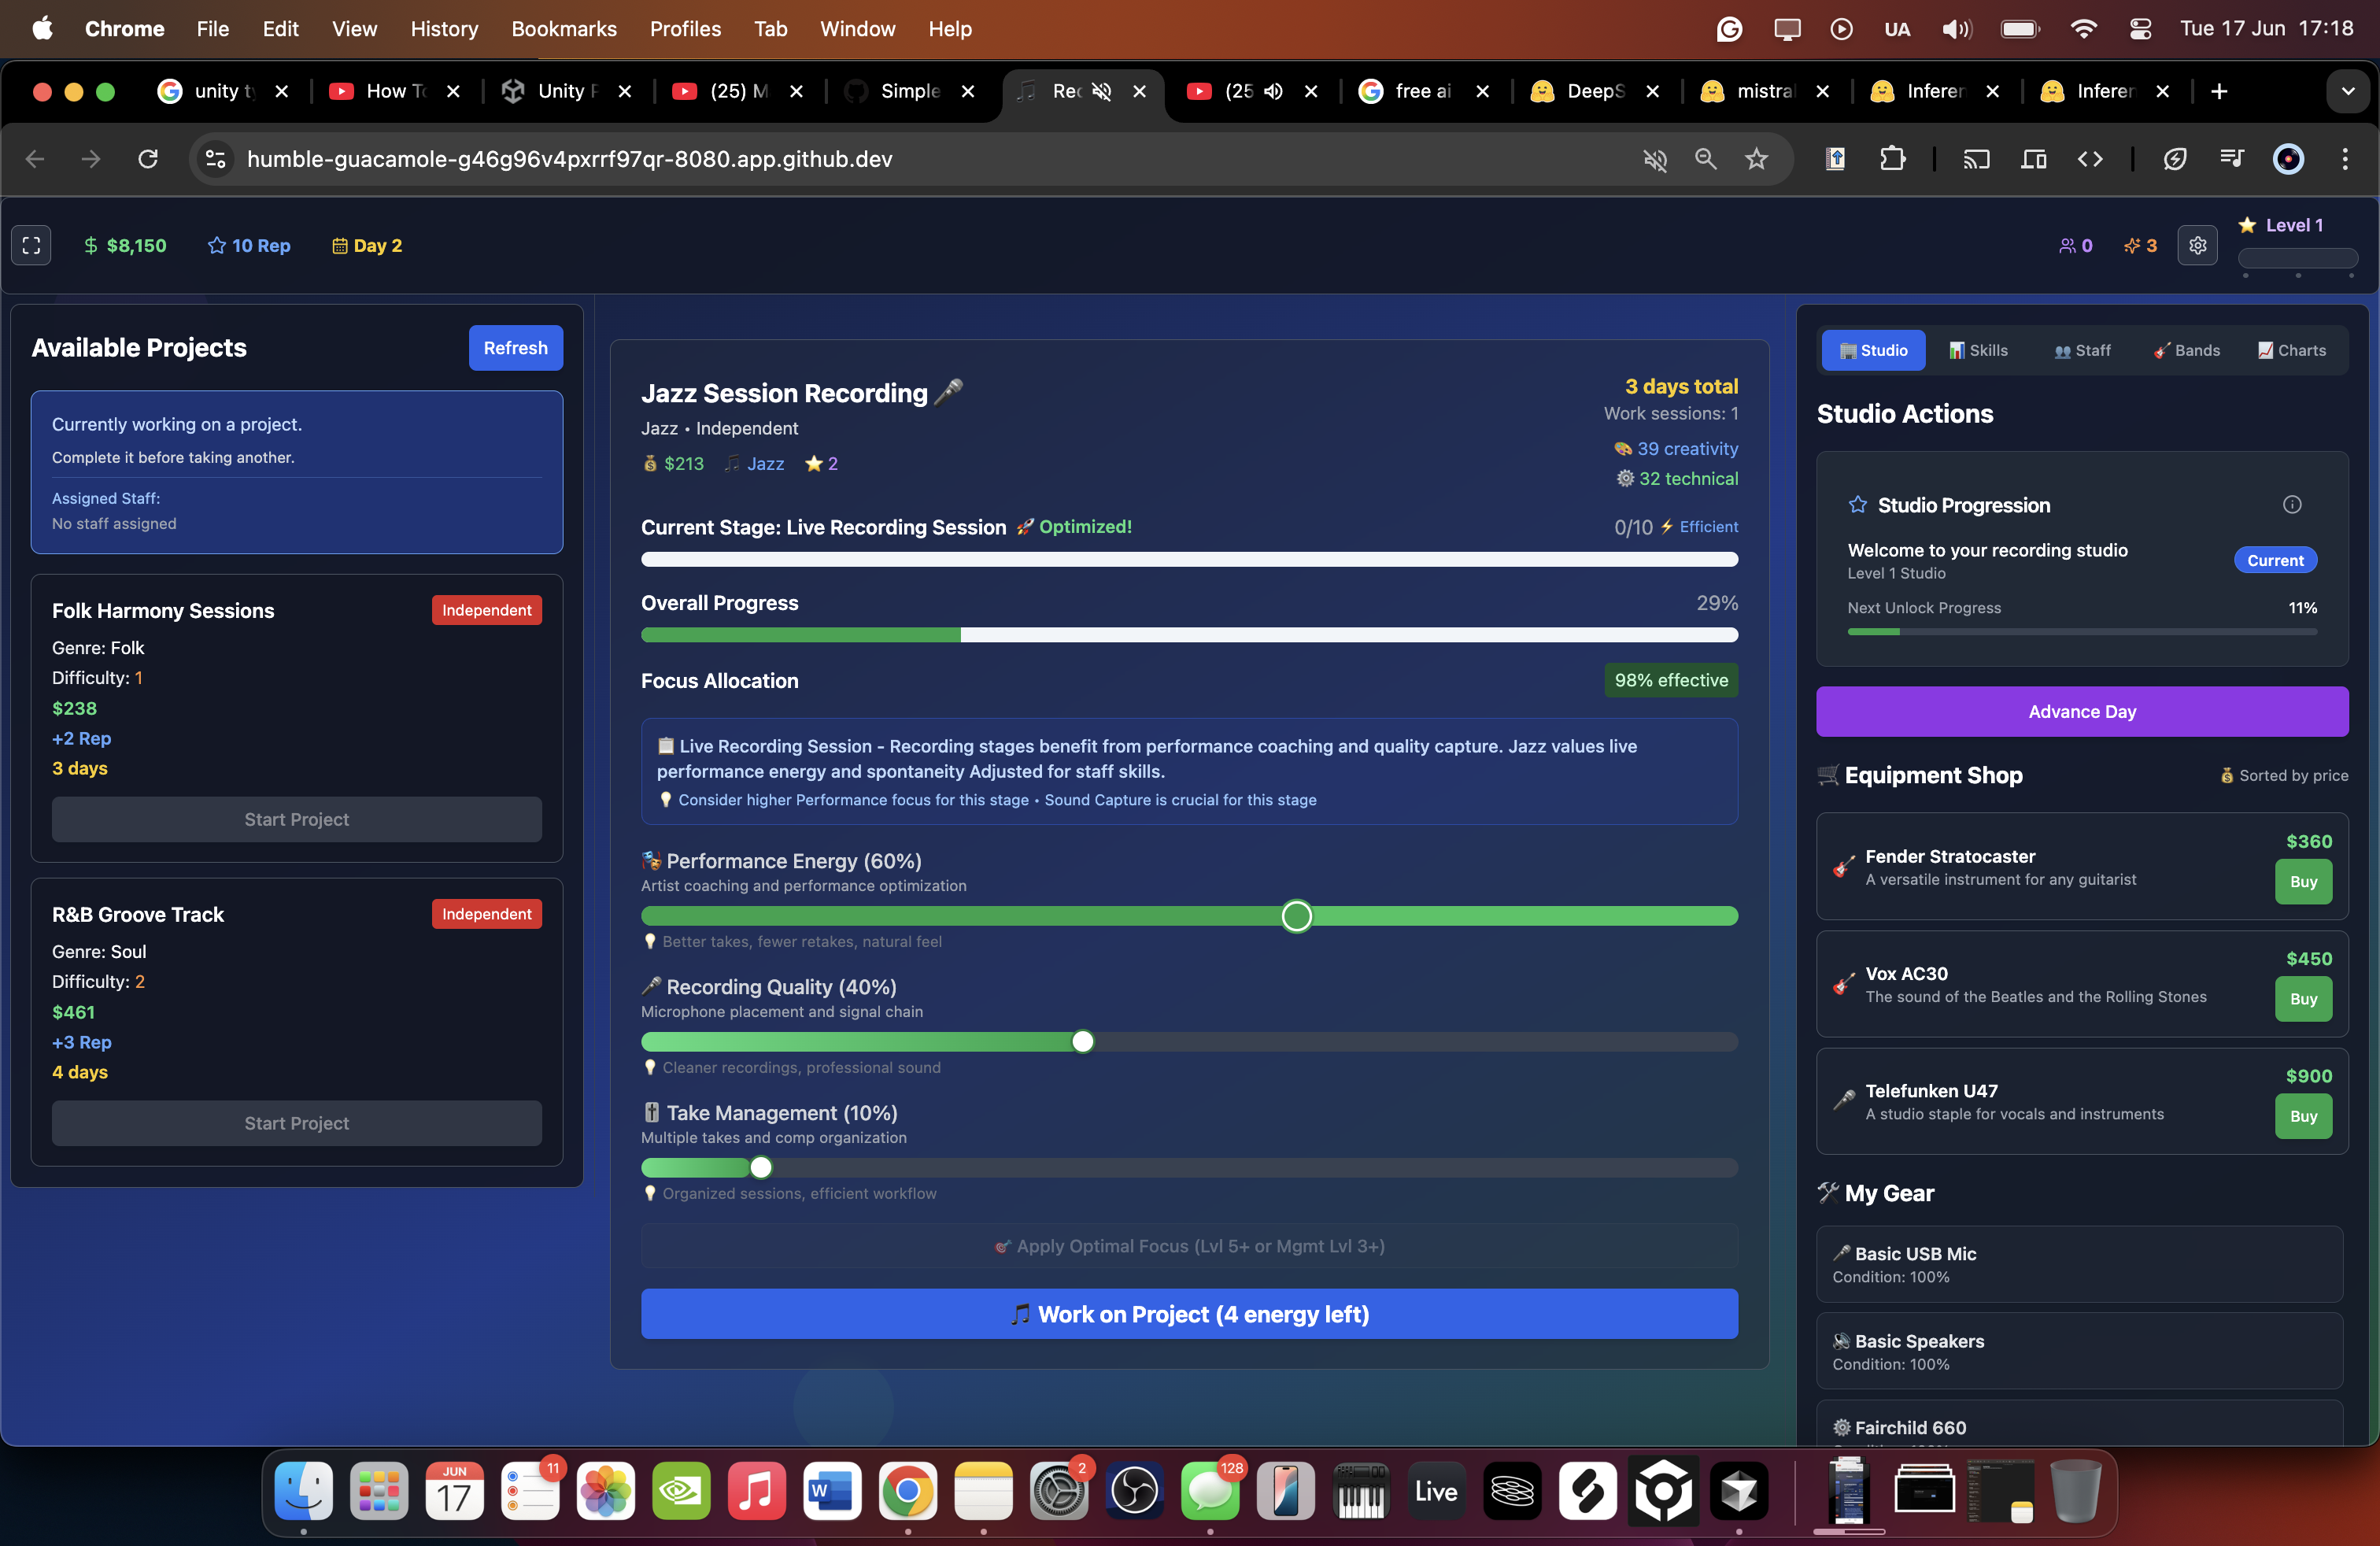 Chrome File Edit View History Bookmarks Profiles Tab Window Help
UA Tue 17 Jun 17:18
unity ty
How To
Unity P
(25) M
Simple
Rec
(25
free ai
DeepS
mistral
Inferen
Inferen
humble-guacamole-g46g96v4pxrrf97qr-8080.app.github.dev
$8,150
10 Rep
Day 2
0
3
Level 1
Available Projects
Refresh
Currently working on a project.
Complete it before taking another.
Assigned Staff:
No staff assigned
Folk Harmony Sessions
Independent
Genre: Folk
Difficulty: 1
$238
+2 Rep
3 days
Start Project
R&B Groove Track
Independent
Genre: Soul
Difficulty: 2
$461
+3 Rep
4 days
Start Project
Jazz Session Recording 🎤
3 days total
Jazz • Independent
Work sessions: 1
💰 $213 🎵 Jazz ⭐ 2
🎨 39 creativity
⚙️ 32 technical
Current Stage: Live Recording Session 🚀 Optimized!
0/10 ⚡ Efficient
Overall Progress
29%
Focus Allocation
98% effective
📋 Live Recording Session - Recording stages benefit from performance coaching and quality capture. Jazz values live
performance energy and spontaneity Adjusted for staff skills.
💡 Consider higher Performance focus for this stage • Sound Capture is crucial for this stage
🎭 Performance Energy (60%)
Artist coaching and performance optimization
💡 Better takes, fewer retakes, natural feel
🎤 Recording Quality (40%)
Microphone placement and signal chain
💡 Cleaner recordings, professional sound
🎚️ Take Management (10%)
Multiple takes and comp organization
💡 Organized sessions, efficient workflow
🎯 Apply Optimal Focus (Lvl 5+ or Mgmt Lvl 3+)
🎵 Work on Project (4 energy left)
🏢 Studio
📊 Skills
👥 Staff
🎸 Bands
📈 Charts
Studio Actions
Studio Progression
Welcome to your recording studio
Level 1 Studio
Current
Next Unlock Progress
11%
Advance Day
🛒 Equipment Shop
💰 Sorted by price
Fender Stratocaster
A versatile instrument for any guitarist
$360
Buy
Vox AC30
The sound of the Beatles and the Rolling Stones
$450
Buy
Telefunken U47
A studio staple for vocals and instruments
$900
Buy
🛠️ My Gear
🎤 Basic USB Mic
Condition: 100%
🔊 Basic Speakers
Condition: 100%
⚙️ Fairchild 660
JUN
17
11
W
2
128
Live